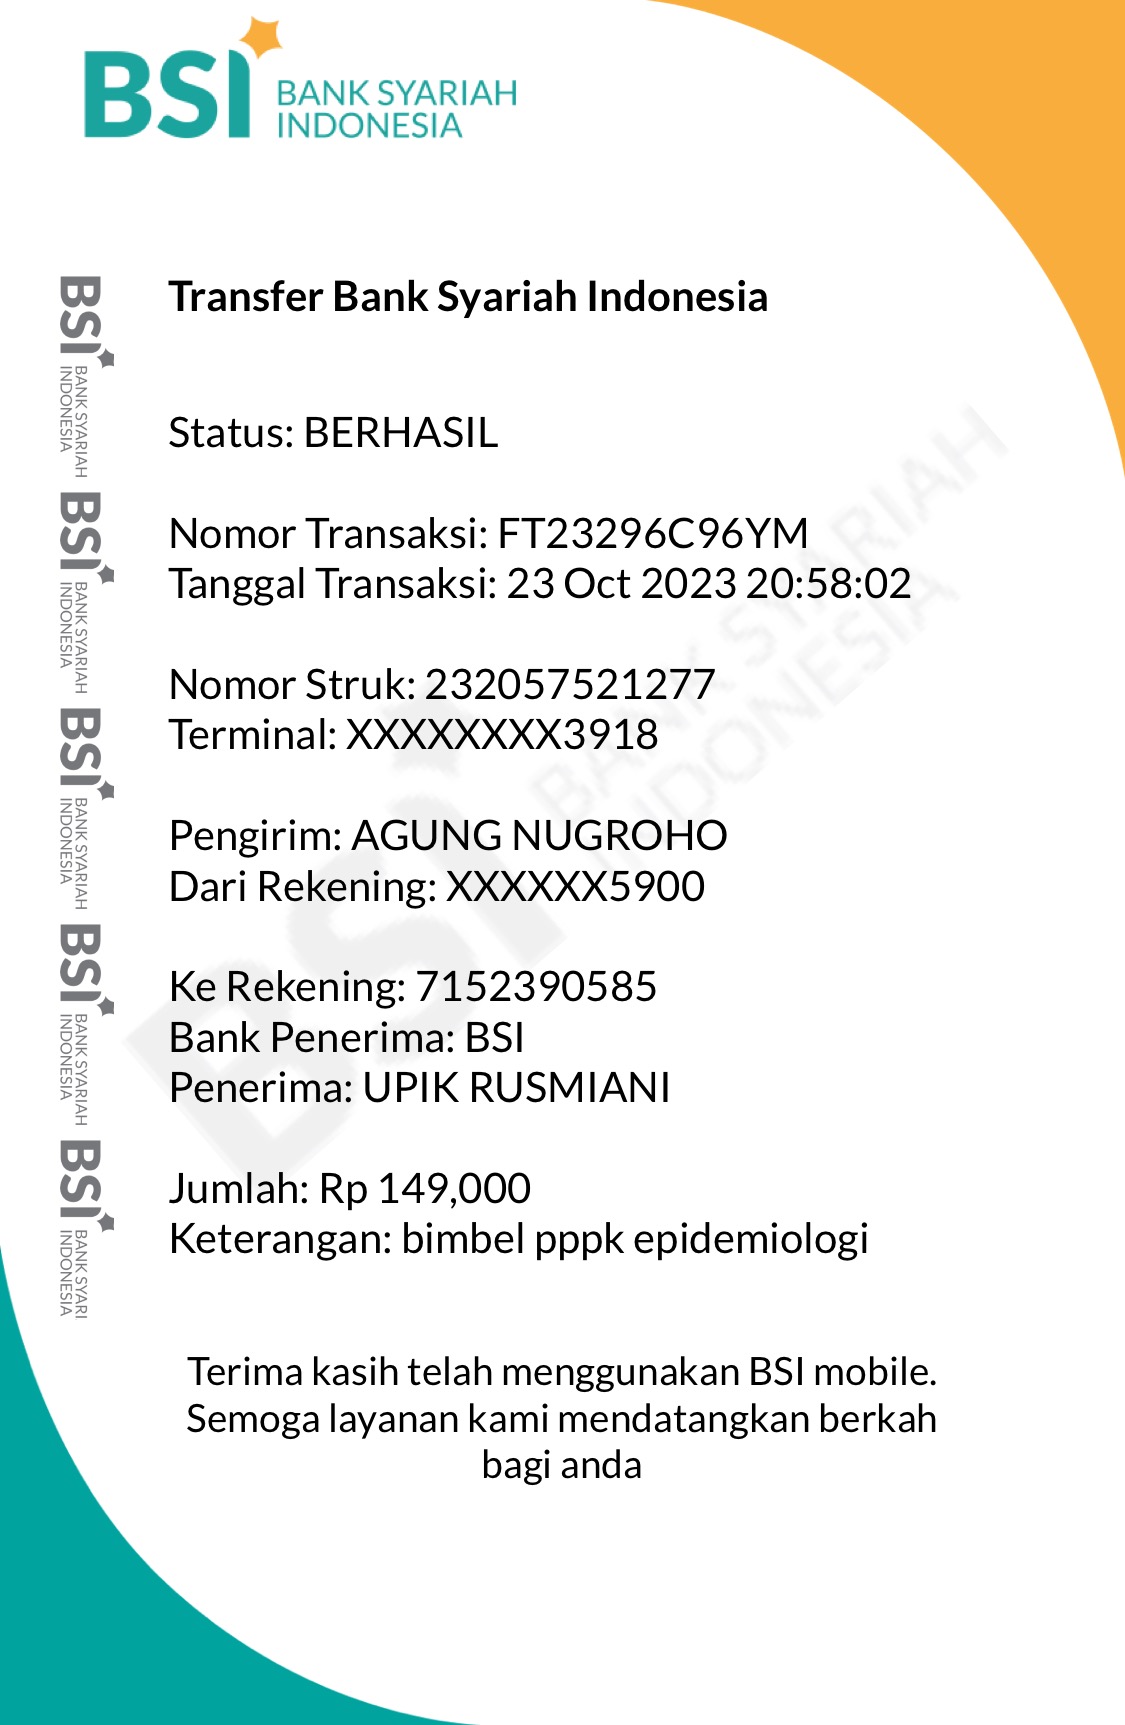 BSI BANK SYARIAH
INDONESIA
Transfer Bank Syariah Indonesia
Status: BERHASIL
Nomor Transaksi: FT23296C96YM
Tanggal Transaksi: 23 Oct 2023 20:58:02
Nomor Struk: 232057521277
Terminal: XXXXXXXX3918
Pengirim: AGUNG NUGROHO
Dari Rekening: XXXXXX5900
Ke Rekening: 7152390585
Bank Penerima: BSI
Penerima: UPIK RUSMIANI
Jumlah: Rp 149,000
Keterangan: bimbel pppk epidemiologi
Terima kasih telah menggunakan BSI mobile.
Semoga layanan kami mendatangkan berkah
bagi anda
BSI BANK SYARIAH
INDONESIA
BSI BANK SYARIAH
INDONESIA
BSI BANK SYARIAH
INDONESIA
BSI BANK SYARIAH
INDONESIA
BSI BANK SYARI
INDONESIA
BSI BANK SYARIAH
INDONESIA